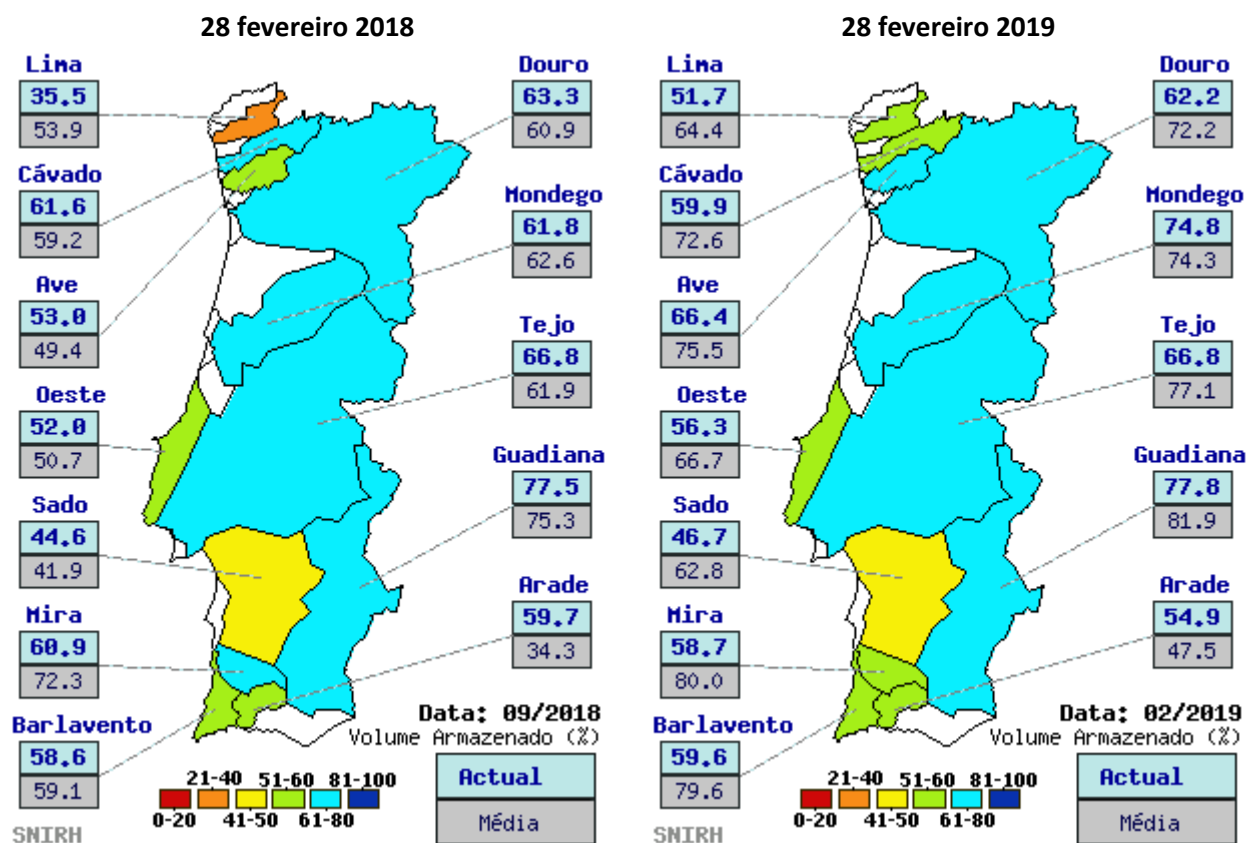 28 fevereiro 2018
Lima
35.5
53.9
Douro
63.3
60.9
Cávado
61.6
59.2
Mondego
61.8
62.6
Ave
53.0
49.4
Tejo
66.8
61.9
Oeste
52.0
50.7
Guadiana
77.5
75.3
Sado
44.6
41.9
Arade
59.7
34.3
Mira
60.9
72.3
Barlavento
58.6
59.1
Data: 09/2018
Volume Armazenado (%)
Actual
Média
21-40 51-60 81-100
0-20 41-50 61-80
SNIRH
28 fevereiro 2019
Lima
51.7
64.4
Douro
62.2
72.2
Cávado
59.9
72.6
Mondego
74.8
74.3
Ave
66.4
75.5
Tejo
66.8
77.1
Oeste
56.3
66.7
Guadiana
77.8
81.9
Sado
46.7
62.8
Arade
54.9
47.5
Mira
58.7
80.0
Barlavento
59.6
79.6
Data: 02/2019
Volume Armazenado (%)
Actual
Média
21-40 51-60 81-100
0-20 41-50 61-80
SNIRH